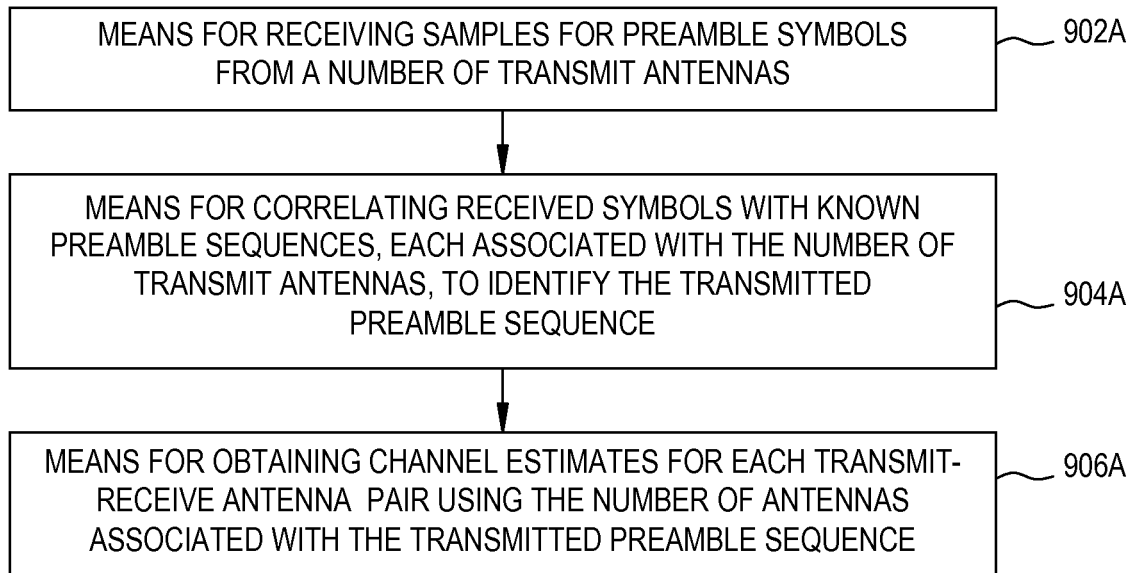 MEANS FOR RECEIVING SAMPLES FOR PREAMBLE SYMBOLS
FROM A NUMBER OF TRANSMIT ANTENNAS
902A
MEANS FOR CORRELATING RECEIVED SYMBOLS WITH KNOWN
PREAMBLE SEQUENCES, EACH ASSOCIATED WITH THE NUMBER OF
TRANSMIT ANTENNAS, TO IDENTIFY THE TRANSMITTED
PREAMBLE SEQUENCE
904A
MEANS FOR OBTAINING CHANNEL ESTIMATES FOR EACH TRANSMIT-
RECEIVE ANTENNA PAIR USING THE NUMBER OF ANTENNAS
ASSOCIATED WITH THE TRANSMITTED PREAMBLE SEQUENCE
906A